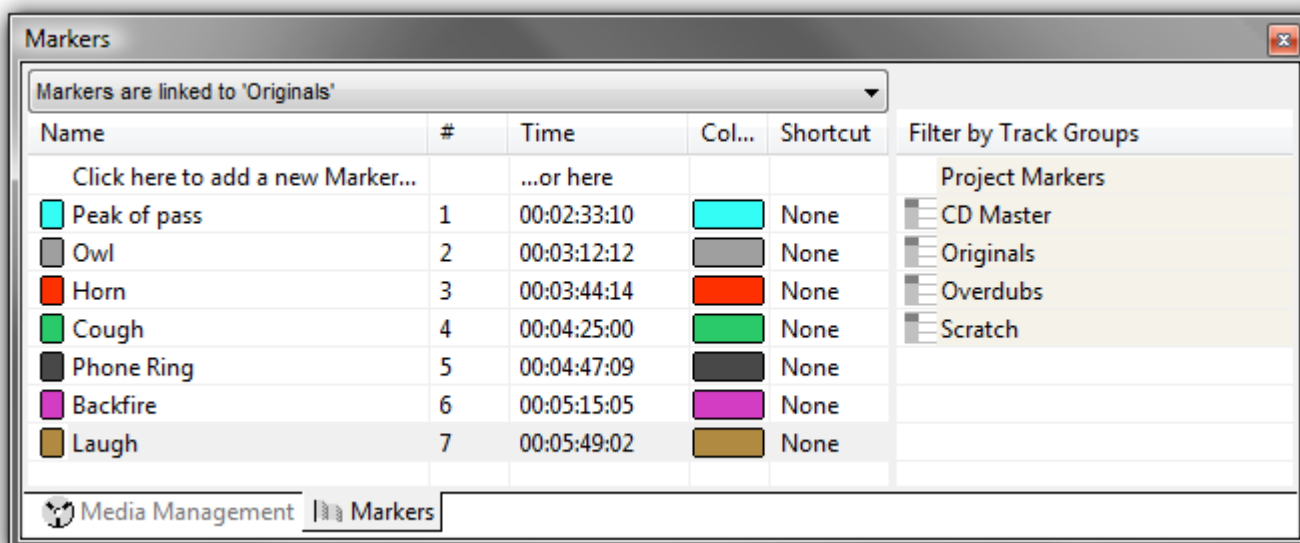 Markers
Markers are linked to 'Originals'
Name # Time Col... Shortcut Filter by Track Groups
Click here to add a new Marker... ...or here Project Markers
Peak of pass 1 00:02:33:10 None CD Master
Owl 2 00:03:12:12 None Originals
Horn 3 00:03:44:14 None Overdubs
Cough 4 00:04:25:00 None Scratch
Phone Ring 5 00:04:47:09 None
Backfire 6 00:05:15:05 None
Laugh 7 00:05:49:02 None
Media Management Markers